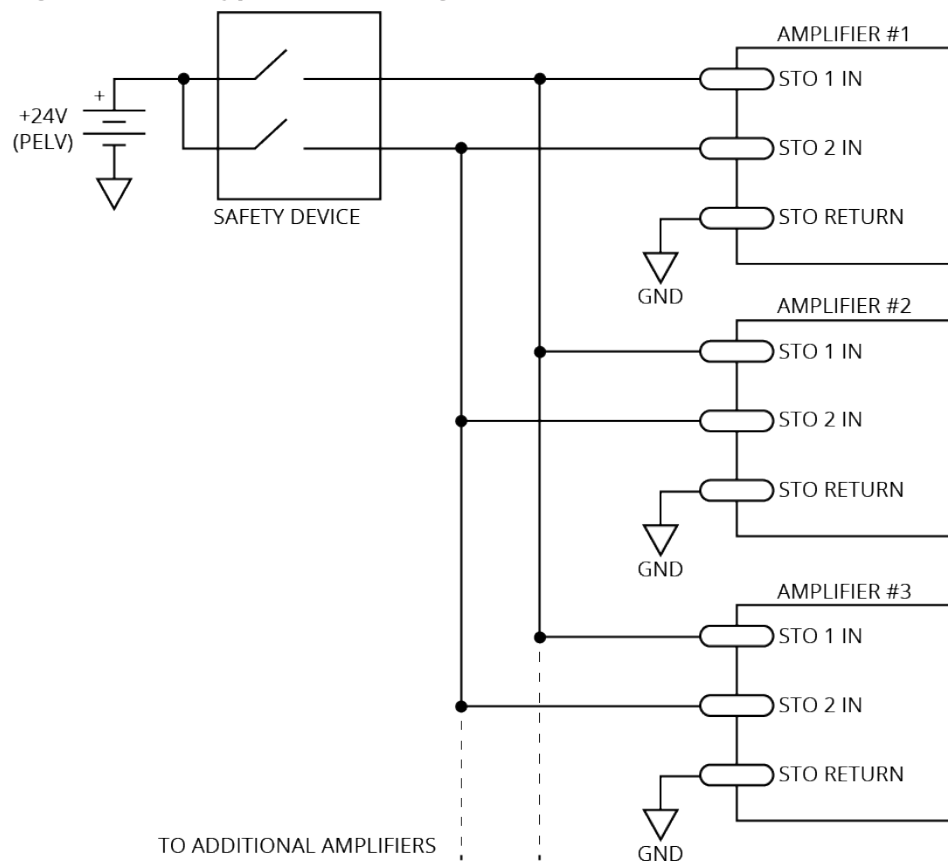 AMPLIFIER #1
STO 1 IN
+
+24V
(PELV)
STO 2 IN
SAFETY DEVICE
STO RETURN
GND
AMPLIFIER #2
STO 1 IN
STO 2 IN
STO RETURN
GND
AMPLIFIER #3
STO 1 IN
STO 2 IN
STO RETURN
TO ADDITIONAL AMPLIFIERS
GND